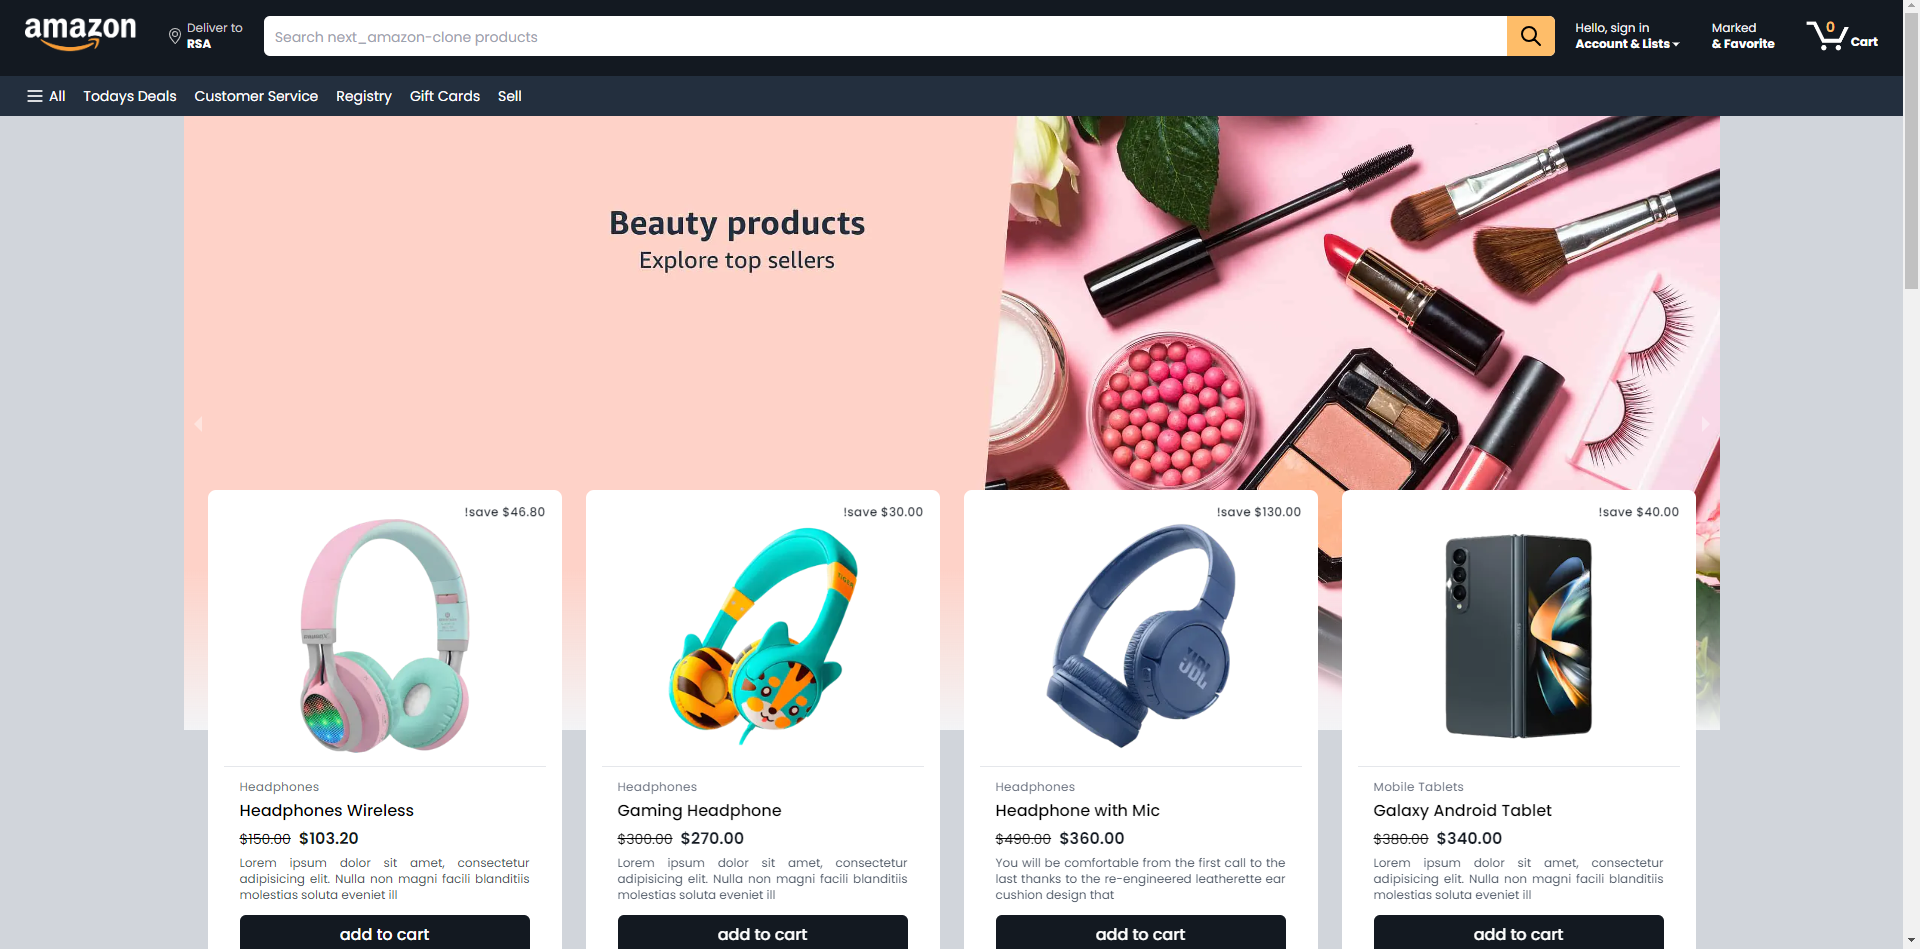 amazon
Deliver to
RSA
Search next_amazon-clone products
Hello, sign in
Account & Lists
Marked
& Favorite
0
Cart
All
Todays Deals
Customer Service
Registry
Gift Cards
Sell
Beauty products
Explore top sellers
!save $46.80
Headphones
Headphones Wireless
$150.00 $103.20
Lorem ipsum dolor sit amet, consectetur
adipisicing elit. Nulla non magni facili blanditiis
molestias soluta eveniet ill
add to cart
!save $30.00
TIGER
Headphones
Gaming Headphone
$300.00 $270.00
Lorem ipsum dolor sit amet, consectetur
adipisicing elit. Nulla non magni facili blanditiis
molestias soluta eveniet ill
add to cart
!save $130.00
JBL
Headphones
Headphone with Mic
$490.00 $360.00
You will be comfortable from the first call to the
last thanks to the re-engineered leatherette ear
cushion design that
add to cart
!save $40.00
Mobile Tablets
Galaxy Android Tablet
$380.00 $340.00
Lorem ipsum dolor sit amet, consectetur
adipisicing elit. Nulla non magni facili blanditiis
molestias soluta eveniet ill
add to cart